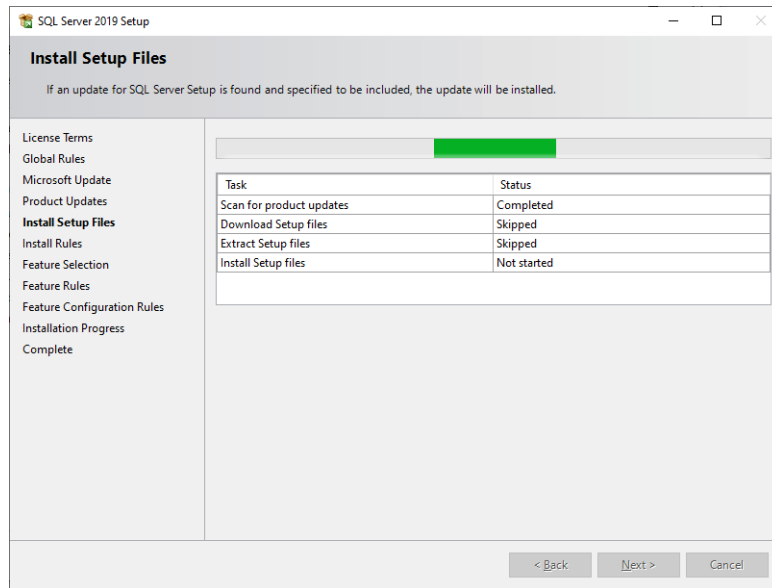 SQL Server 2019 Setup
Install Setup Files
If an update for SQL Server Setup is found and specified to be included, the update will be installed.
License Terms
Global Rules
Microsoft Update
Product Updates
Install Setup Files
Install Rules
Feature Selection
Feature Rules
Feature Configuration Rules
Installation Progress
Complete
Task Status
Scan for product updates Completed
Download Setup files Skipped
Extract Setup files Skipped
Install Setup files Not started
< Back Next > Cancel